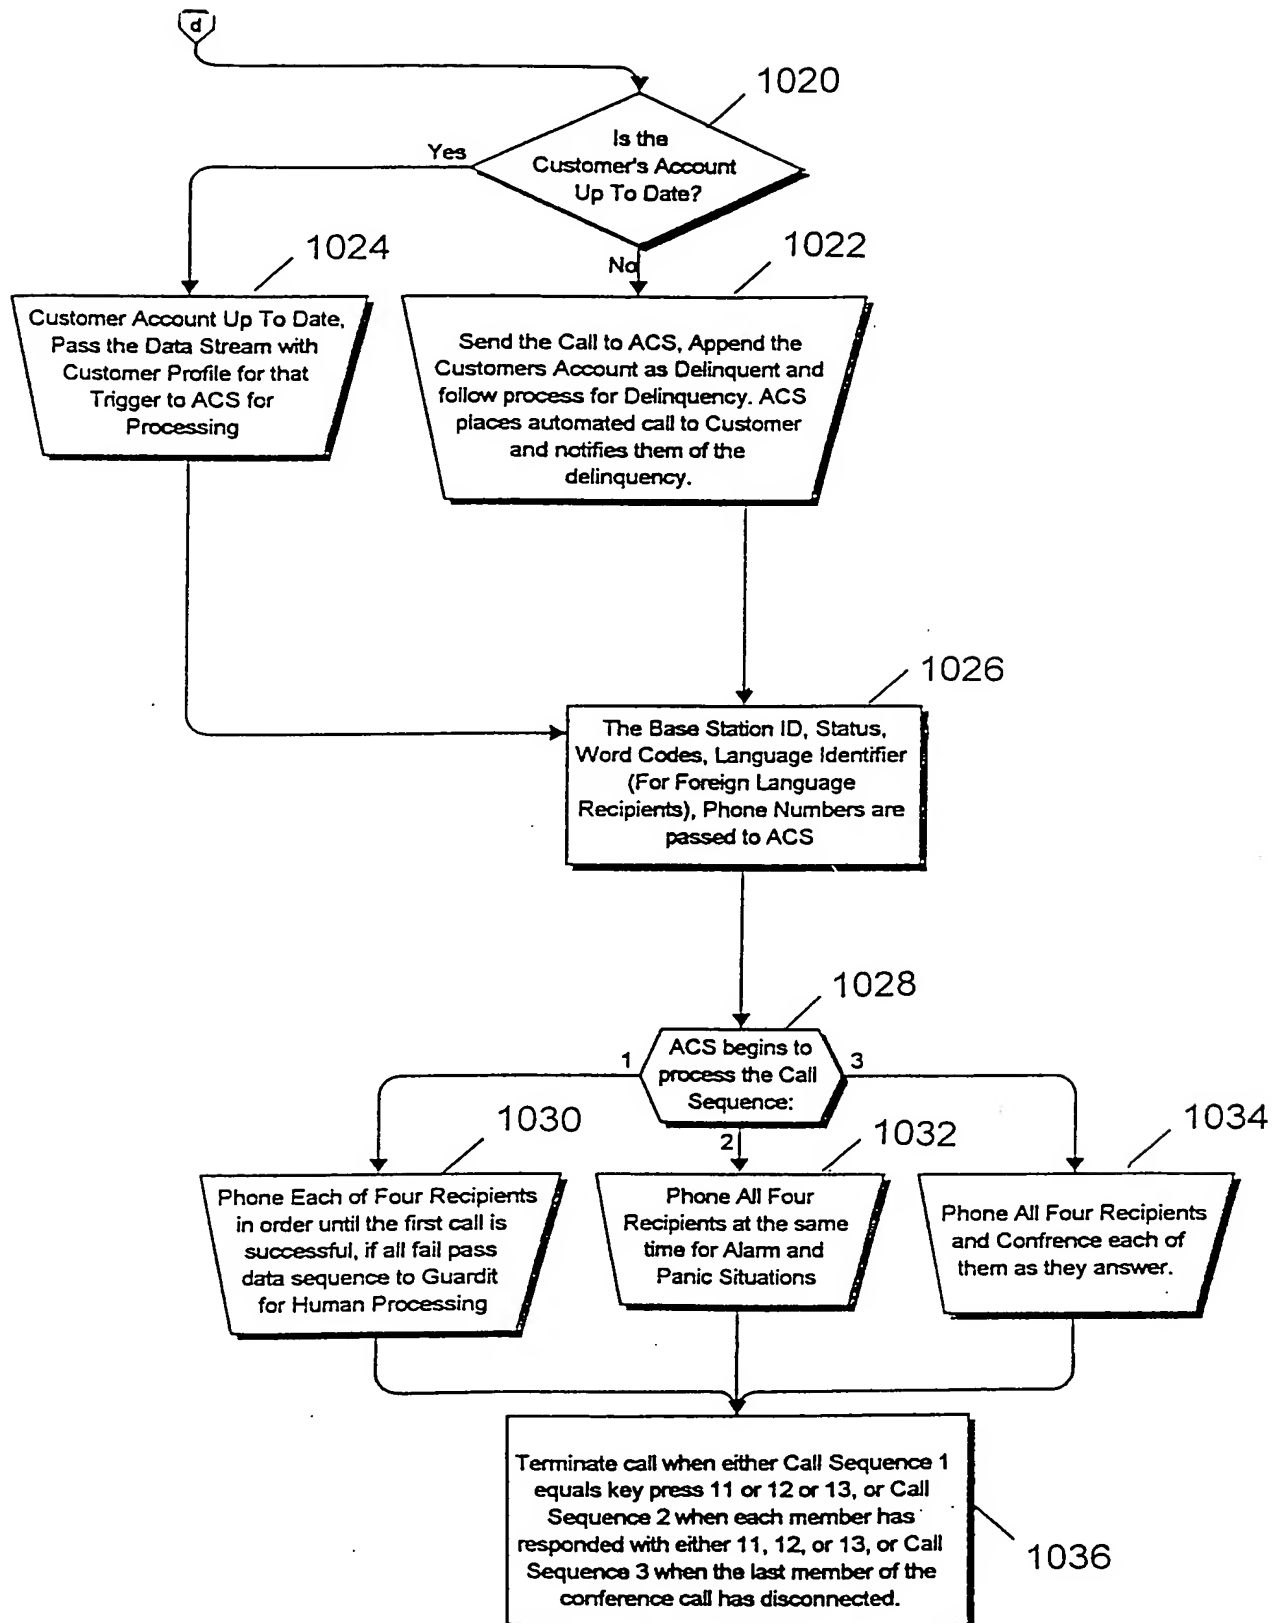 d
1020
Is the
Customer's Account
Up To Date?
Yes
No
1024
Customer Account Up To Date,
Pass the Data Stream with
Customer Profile for that
Trigger to ACS for
Processing
1022
Send the Call to ACS, Append the
Customers Account as Delinquent and
follow process for Delinquency. ACS
places automated call to Customer
and notifies them of the
delinquency.
1026
The Base Station ID, Status,
Word Codes, Language Identifier
(For Foreign Language
Recipients), Phone Numbers are
passed to ACS
1028
ACS begins to
process the Call
Sequence:
1
2
3
1030
Phone Each of Four Recipients
in order until the first call is
successful, if all fail pass
data sequence to Guardit
for Human Processing
1032
Phone All Four
Recipients at the same
time for Alarm and
Panic Situations
1034
Phone All Four Recipients
and Confrence each of
them as they answer.
Terminate call when either Call Sequence 1
equals key press 11 or 12 or 13, or Call
Sequence 2 when each member has
responded with either 11, 12, or 13, or Call
Sequence 3 when the last member of the
conference call has disconnected.
1036